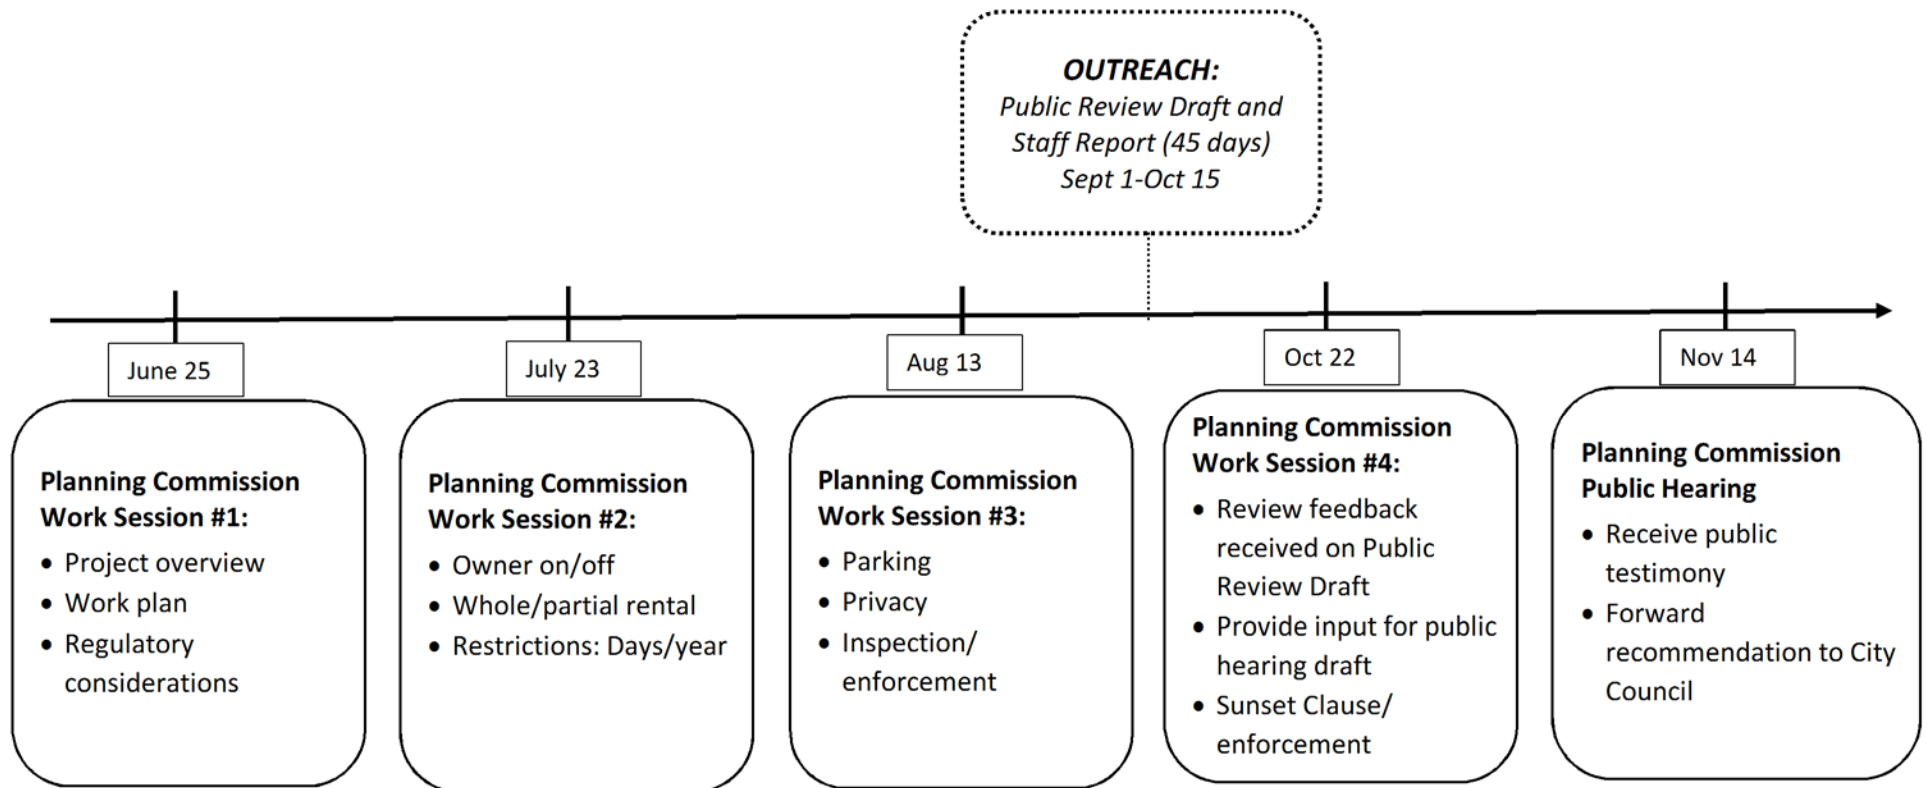 OUTREACH:
Public Review Draft and
Staff Report (45 days)
Sept 1-Oct 15
June 25
July 23
Aug 13
Oct 22
Nov 14
Planning Commission
Work Session #1:
• Project overview
• Work plan
• Regulatory
considerations
Planning Commission
Work Session #2:
• Owner on/off
• Whole/partial rental
• Restrictions: Days/year
Planning Commission
Work Session #3:
• Parking
• Privacy
• Inspection/
enforcement
Planning Commission
Work Session #4:
• Review feedback
received on Public
Review Draft
• Provide input for public
hearing draft
• Sunset Clause/
enforcement
Planning Commission
Public Hearing
• Receive public
testimony
• Forward
recommendation to City
Council